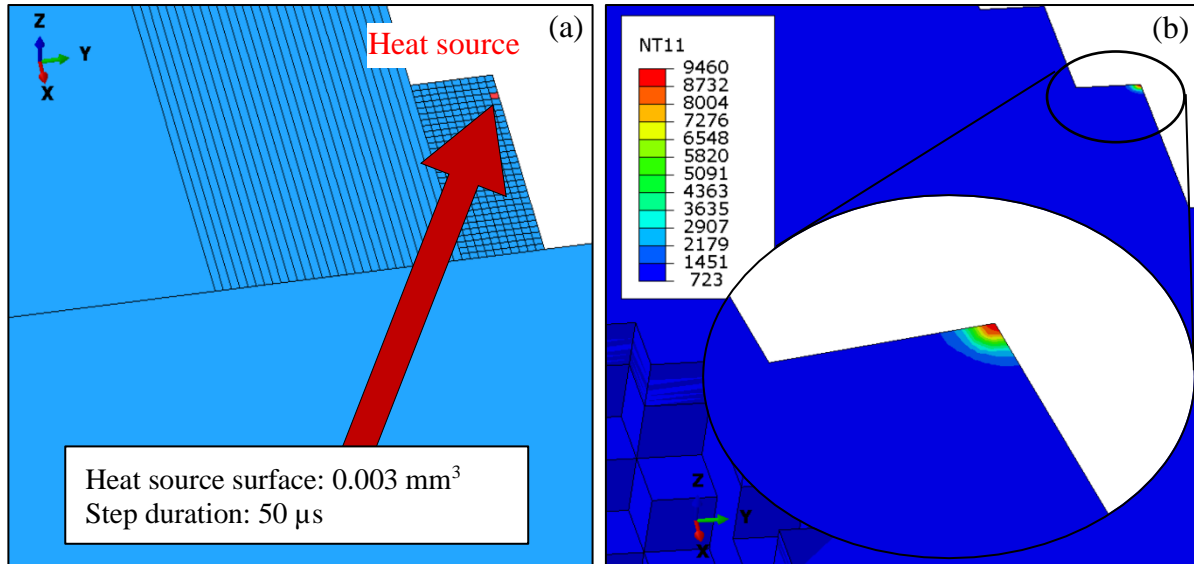 (a)
Z
Y
X
Heat source
Heat source surface: 0.003 mm³
Step duration: 50 µs
(b)
NT11
9460
8732
8004
7276
6548
5820
5091
4363
3635
2907
2179
1451
723
Z
Y
X